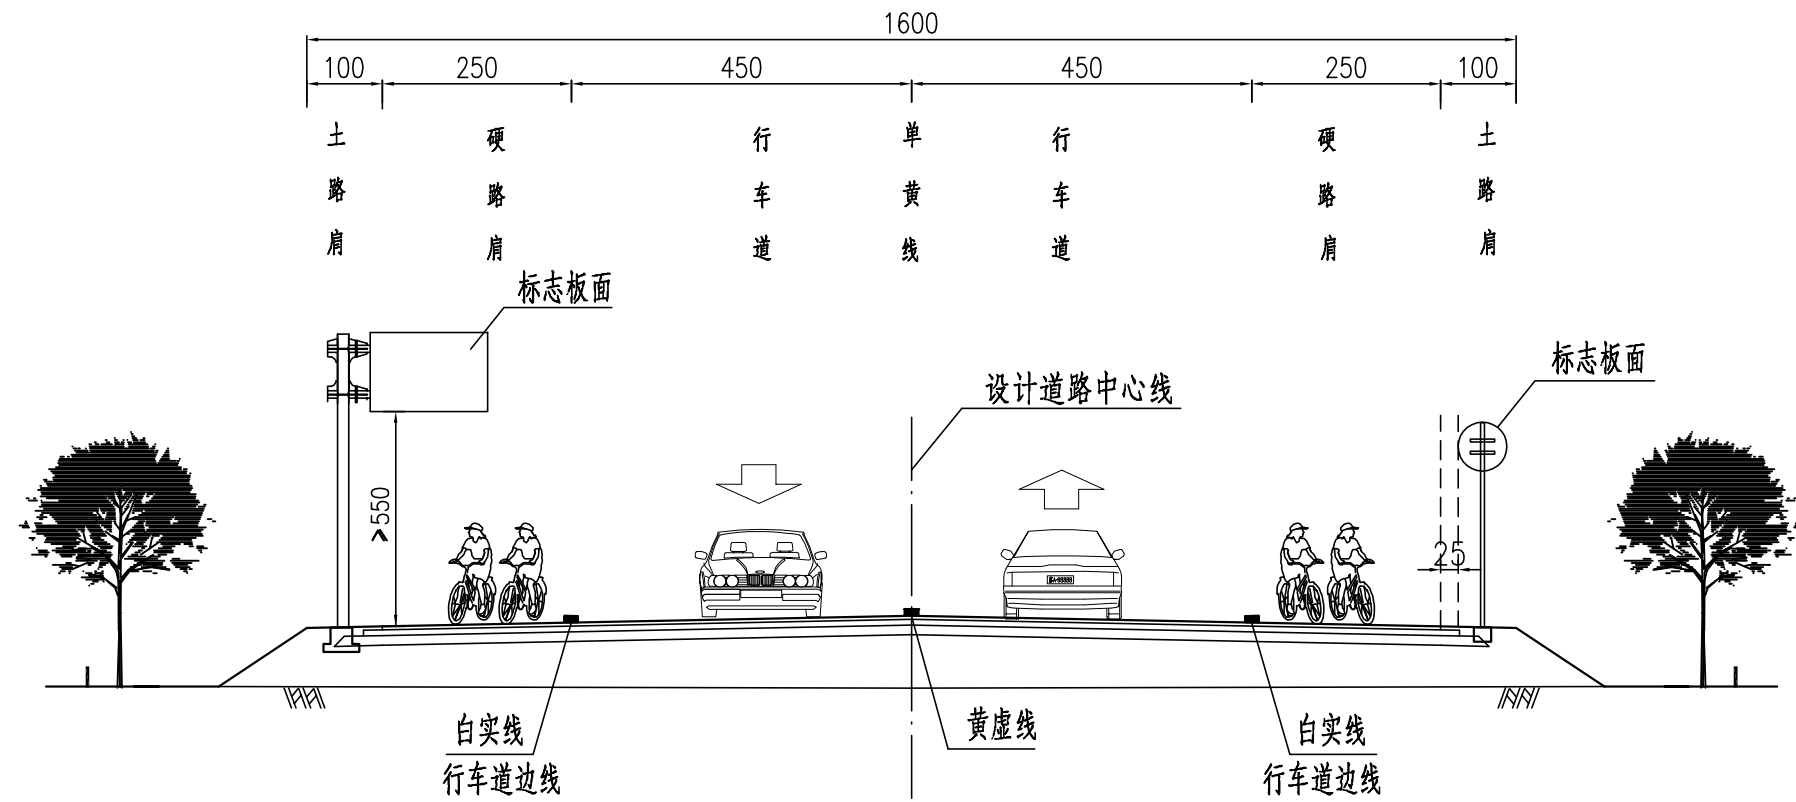 1600
100 250 450 450 250 100
土路肩 硬路肩 行车道 单黄线 行车道 硬路肩 土路肩
标志板面
标志板面
设计道路中心线
≥550
25
白实线
行车道边线
黄虚线
白实线
行车道边线